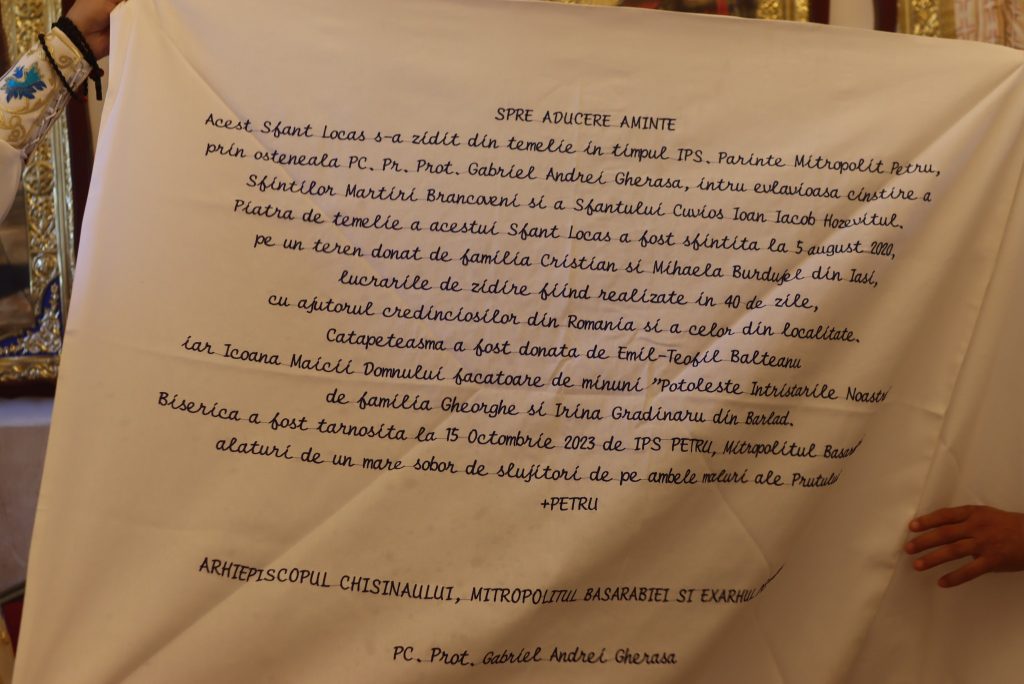 SPRE ADUCERE AMINTE
Acest Sfant Locas s-a zidit din temelie in timpul IPS. Parinte Mitropolit Petru,
prin osteneala PC. Pr. Prot. Gabriel Andrei Gherasa, intru evlavioasa cinstire a
Sfintilor Martiri Brancoveni si a Sfantului Cuvios Ioan Iacob Hozevitul.
Piatra de temelie a acestui Sfant Locas a fost sfintita la 5 august 2020,
pe un teren donat de familia Cristian si Mihaela Burdujel din Iasi,
lucrarile de zidire fiind realizate in 40 de zile,
cu ajutorul credinciosilor din Romania si a celor din localitate.
Catapeteasma a fost donata de Emil-Teofil Balteanu
iar Icoana Maicii Domnului facatoare de minuni "Potoleste Intristarile Noastr
de familia Gheorghe si Irina Gradinaru din Barlad.
Biserica a fost tarnosita la 15 Octombrie 2023 de IPS PETRU, Mitropolitul Basar
alaturi de un mare sobor de slujitori de pe ambele maluri ale Prutului
+PETRU
ARHIEPISCOPUL CHISINAULUI, MITROPOLITUL BASARABIEI SI EXARHUL
PC. Prot. Gabriel Andrei Gherasa